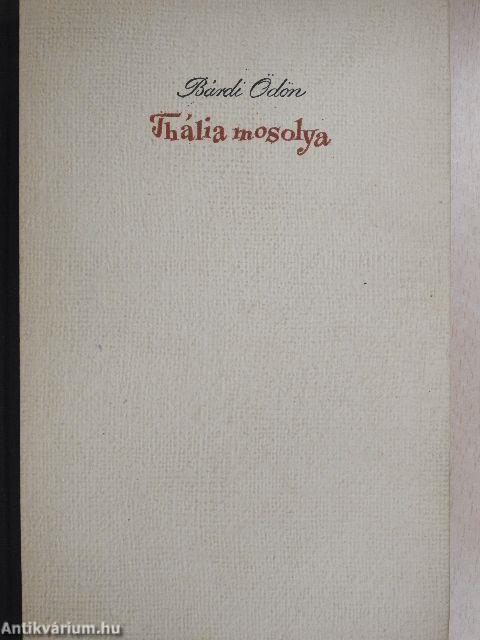 Bárdi Ödön
Thália mosolya
Antikvárium.hu